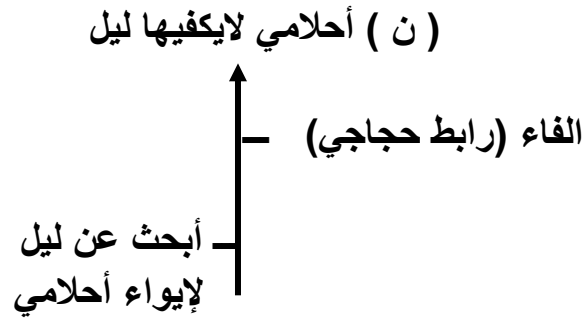 ( ن ) أحلامي لايكفيها ليل
الفاء (رابط حجاجي)
أبحث عن ليل
لإيواء أحلامي